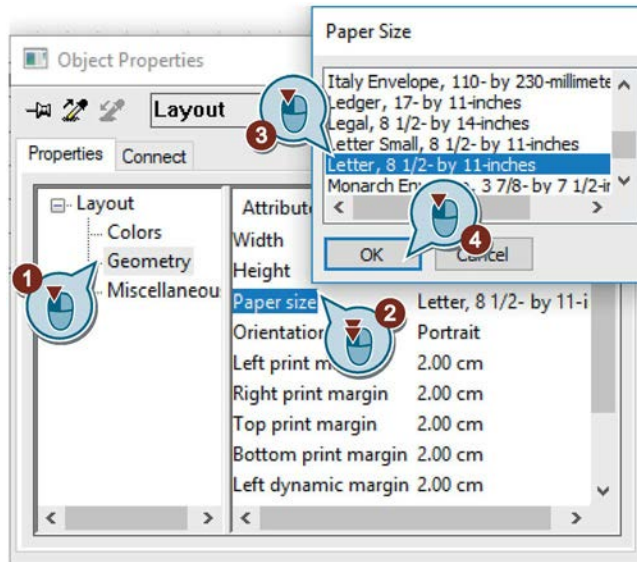 Paper Size
Object Properties
Italy Envelope, 110- by 230-millimete
Ledger, 17- by 11-inches
Legal, 8 1/2- by 14-inches
Letter Small, 8 1/2- by 11-inches
Letter, 8 1/2- by 11-inches
Monarch 3 7/8- by 7 1/2-i
OK
Cancel
Layout
3
4
Properties
Connect
Layout
Colors
Geometry
Miscellaneou
1
Attribut
Width
Height
Paper size Letter, 8 1/2- by 11-i
2
Orientation Portrait
Left print m 2.00 cm
Right print margin 2.00 cm
Top print margin 2.00 cm
Bottom print margin 2.00 cm
Left dynamic margin 2.00 cm